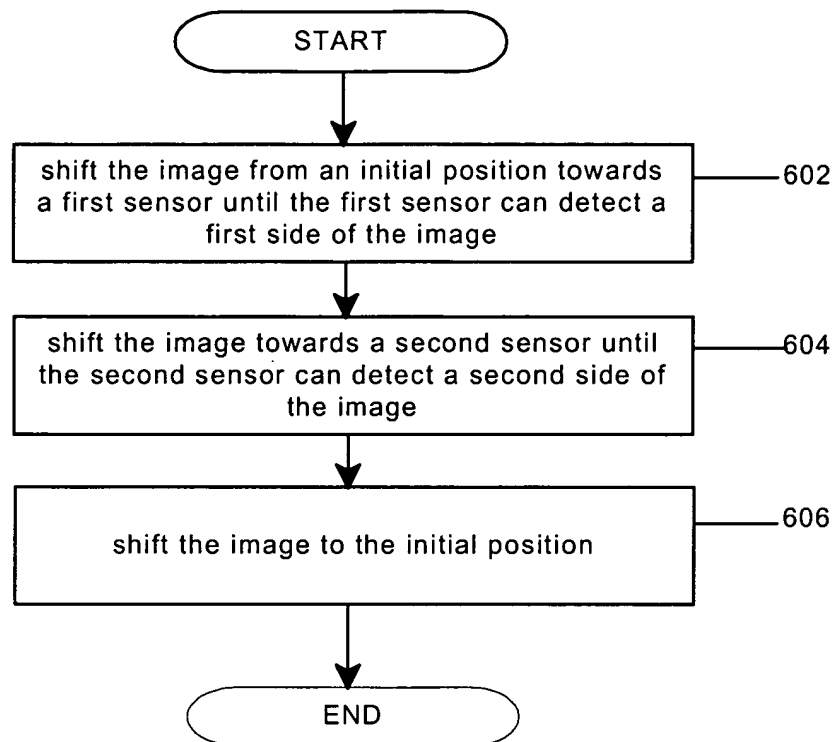 START
shift the image from an initial position towards
a first sensor until the first sensor can detect a
first side of the image
602
shift the image towards a second sensor until
the second sensor can detect a second side of
the image
604
shift the image to the initial position
606
END